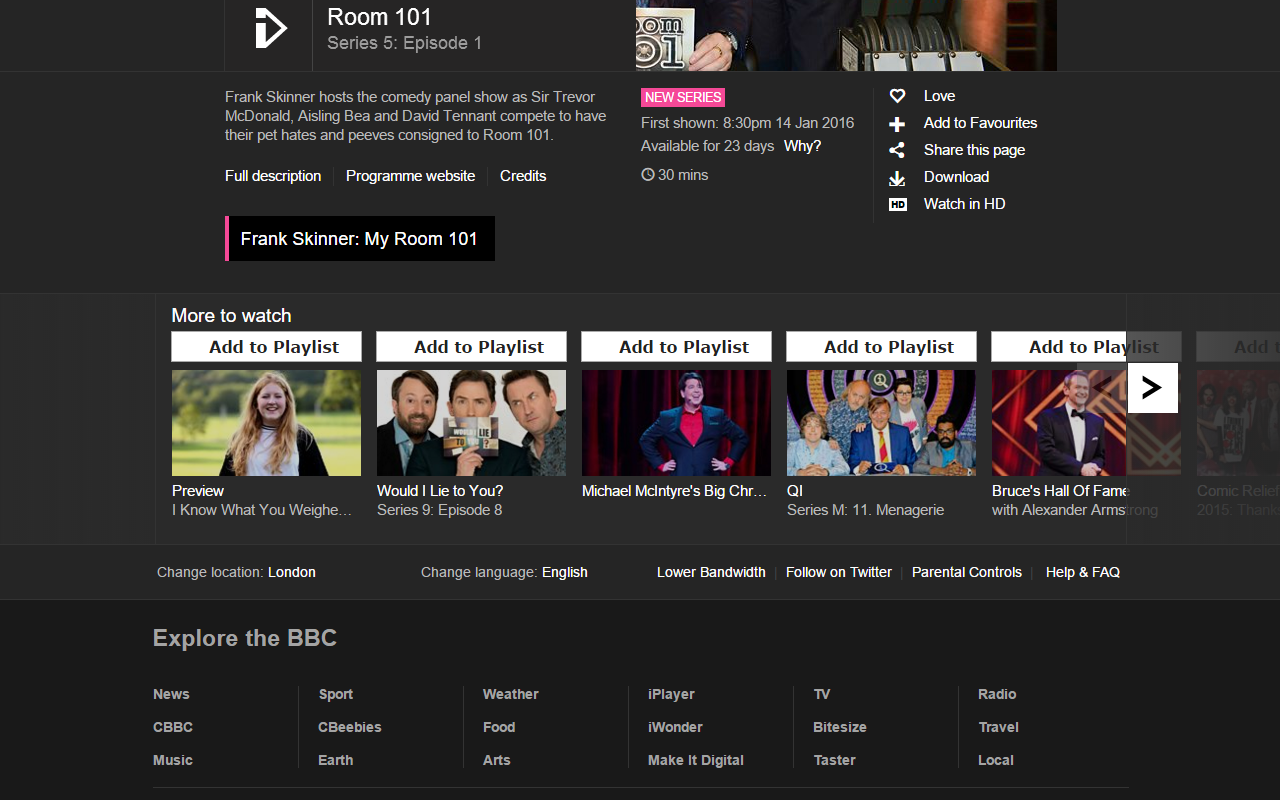 Room 101
Series 5: Episode 1
oom
01
Frank Skinner hosts the comedy panel show as Sir Trevor
McDonald, Aisling Bea and David Tennant compete to have
their pet hates and peeves consigned to Room 101.
Full description
Programme website
Credits
Frank Skinner: My Room 101
NEW SERIES
First shown: 8:30pm 14 Jan 2016
Available for 23 days Why?
30 mins
Love
Add to Favourites
Share this page
Download
HD Watch in HD
More to watch
Add to Playlist
Add to Playlist
Add to Playlist
Add to Playlist
Add to Playlist
Add t
WOULD I LIE
TO YOU?
Preview
I Know What You Weighe...
Would I Lie to You?
Series 9: Episode 8
Michael McIntyre's Big Chr...
QI
Series M: 11. Menagerie
Bruce's Hall Of Fame
with Alexander Armstrong
Comic Relief
2015: Thank
Change location: London
Change language: English
Lower Bandwidth
Follow on Twitter
Parental Controls
Help & FAQ
Explore the BBC
News
Sport
Weather
iPlayer
TV
Radio
CBBC
CBeebies
Food
iWonder
Bitesize
Travel
Music
Earth
Arts
Make It Digital
Taster
Local